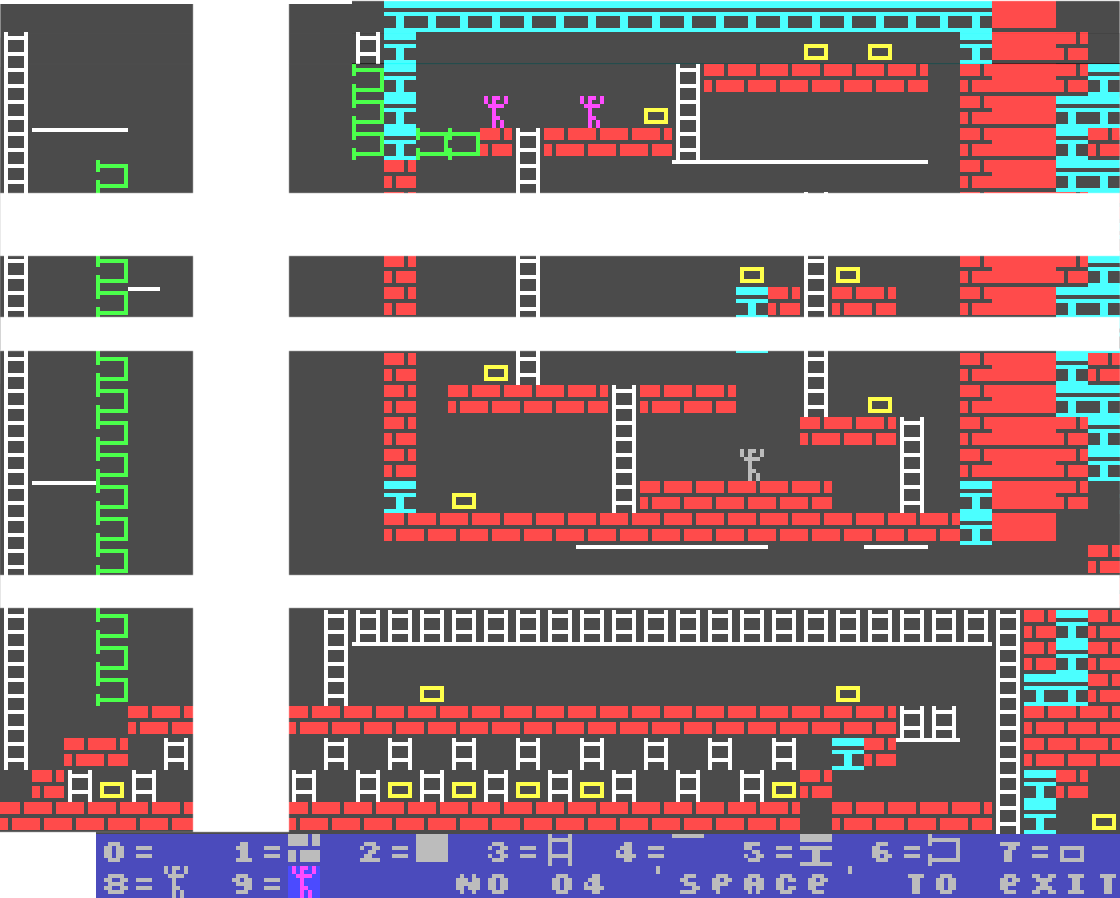 0= 1= 2= 3= 4= 5= 6= 7=
8= 9= NO 04 'SPACE' TO EXIT